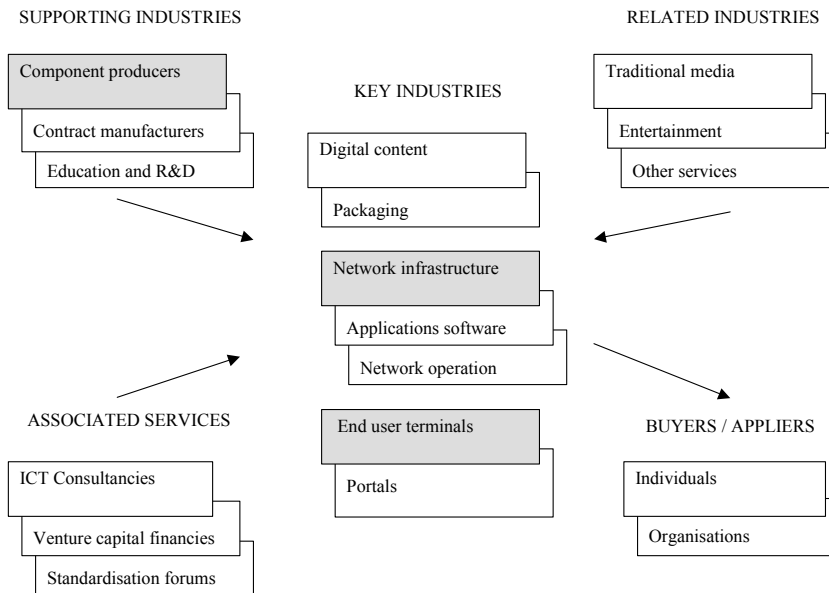 SUPPORTING INDUSTRIES
Component producers
Contract manufacturers
Education and R&D
KEY INDUSTRIES
Digital content
Packaging
Network infrastructure
Applications software
Network operation
End user terminals
Portals
RELATED INDUSTRIES
Traditional media
Entertainment
Other services
ASSOCIATED SERVICES
ICT Consultancies
Venture capital financies
Standardisation forums
BUYERS / APPLIERS
Individuals
Organisations